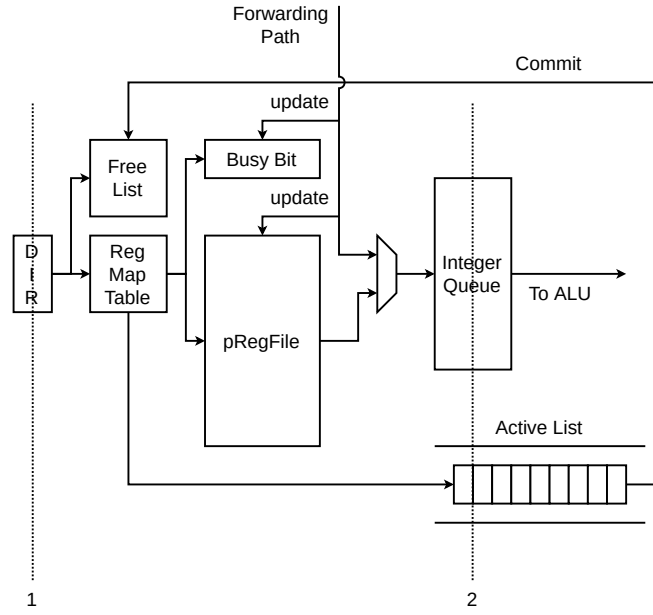 Forwarding
Path
Commit
update
Free
List
Busy Bit
update
D
I
R
Reg
Map
Table
pRegFile
Integer
Queue
To ALU
Active List
1
2